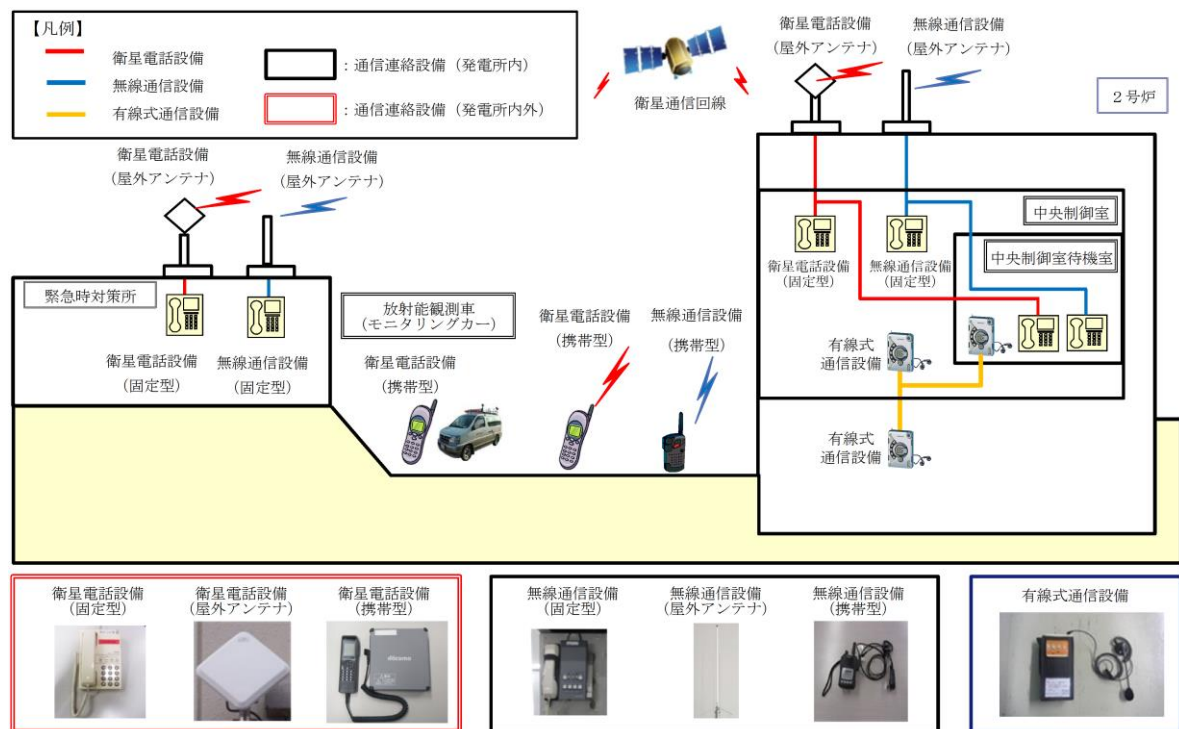 【凡例】
衛星電話設備
無線通信設備
有線式通信設備
:通信連絡設備(発電所内)
:通信連絡設備(発電所内外)
衛星通信回線
衛星電話設備
(屋外アンテナ)
無線通信設備
(屋外アンテナ)
2号炉
衛星電話設備
(屋外アンテナ)
無線通信設備
(屋外アンテナ)
緊急時対策所
衛星電話設備
(固定型)
無線通信設備
(固定型)
放射能観測車
(モニタリングカー)
衛星電話設備
(携帯型)
衛星電話設備
(携帯型)
無線通信設備
(携帯型)
中央制御室
衛星電話設備
(固定型)
無線通信設備
(固定型)
中央制御室待機室
有線式
通信設備
有線式
通信設備
衛星電話設備
(固定型)
衛星電話設備
(屋外アンテナ)
衛星電話設備
(携帯型)
docomo
無線通信設備
(固定型)
無線通信設備
(屋外アンテナ)
無線通信設備
(携帯型)
有線式通信設備